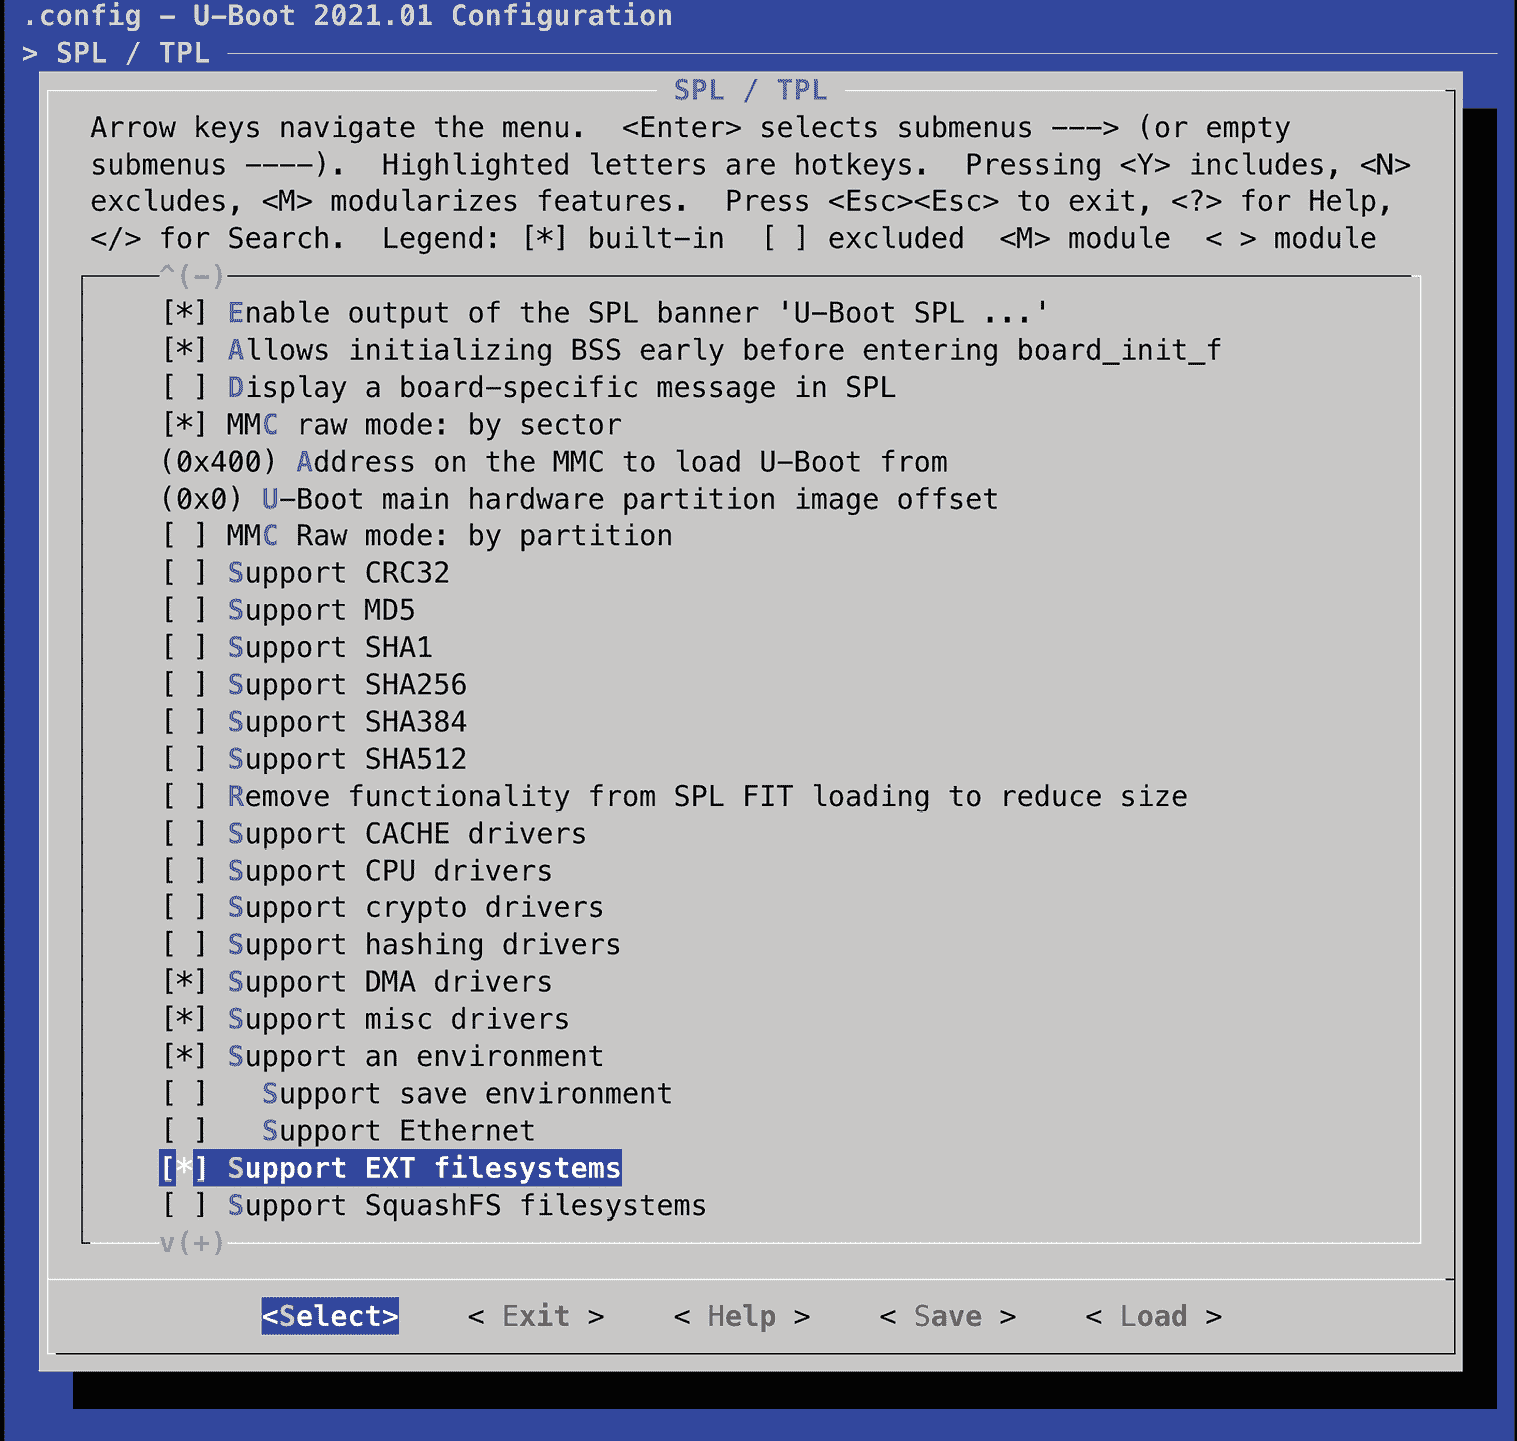 .config - U-Boot 2021.01 Configuration
> SPL / TPL
SPL / TPL
Arrow keys navigate the menu.  <Enter> selects submenus ---> (or empty
submenus ----).  Highlighted letters are hotkeys.  Pressing <Y> includes, <N>
excludes, <M> modularizes features.  Press <Esc><Esc> to exit, <?> for Help,
</> for Search.  Legend: [*] built-in  [ ] excluded  <M> module  < > module
^(-)
[*] Enable output of the SPL banner 'U-Boot SPL ...'
[*] Allows initializing BSS early before entering board_init_f
[ ] Display a board-specific message in SPL
[*] MMC raw mode: by sector
(0x400) Address on the MMC to load U-Boot from
(0x0) U-Boot main hardware partition image offset
[ ] MMC Raw mode: by partition
[ ] Support CRC32
[ ] Support MD5
[ ] Support SHA1
[ ] Support SHA256
[ ] Support SHA384
[ ] Support SHA512
[ ] Remove functionality from SPL FIT loading to reduce size
[ ] Support CACHE drivers
[ ] Support CPU drivers
[ ] Support crypto drivers
[ ] Support hashing drivers
[*] Support DMA drivers
[*] Support misc drivers
[*] Support an environment
[ ]   Support save environment
[ ]   Support Ethernet
[*] Support EXT filesystems
[ ] Support SquashFS filesystems
v(+)
<Select>    < Exit >    < Help >    < Save >    < Load >